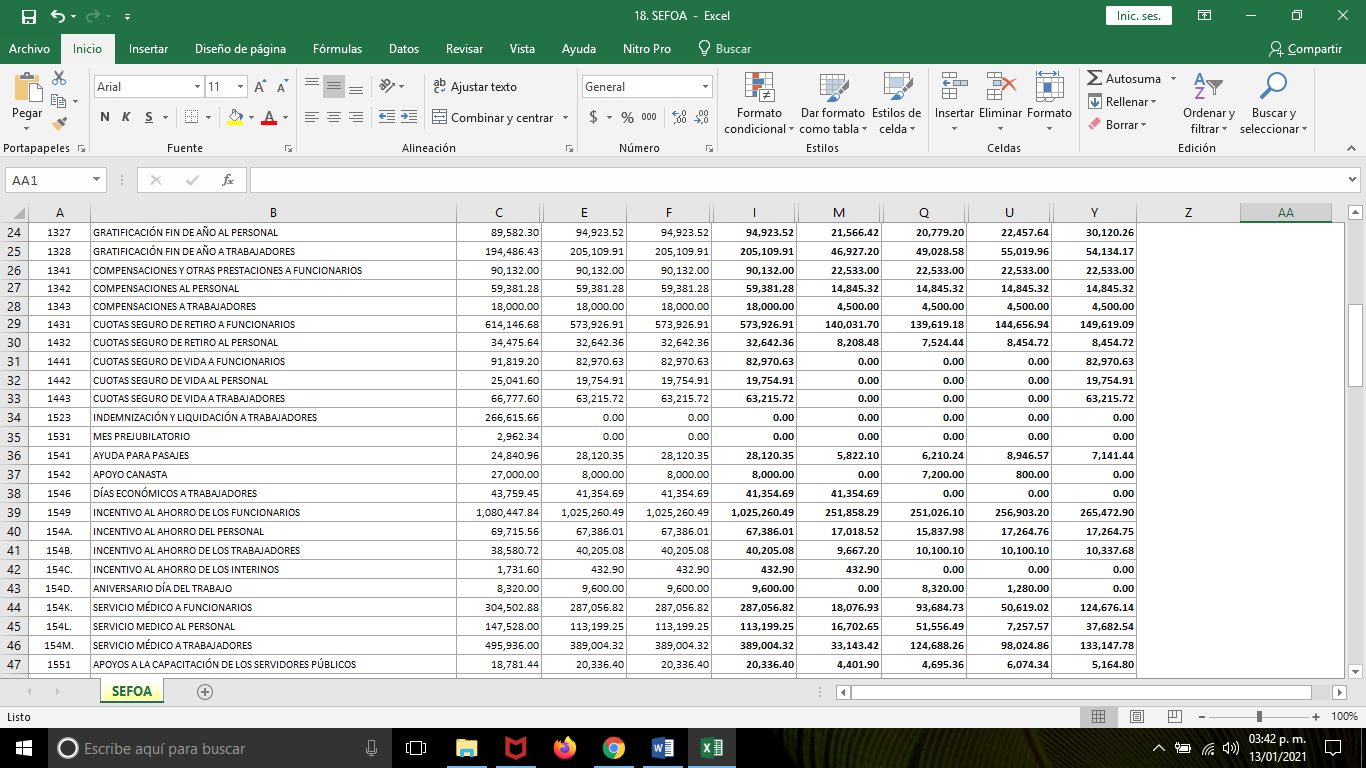 18. SEFOA - Excel
Inic. ses.
Archivo Inicio Insertar Diseño de página Fórmulas Datos Revisar Vista Ayuda Nitro Pro Buscar Compartir
Arial 11 Ajustar texto General Autosuma
Pegar Formato condicional Dar formato como tabla Estilos de celda Insertar Eliminar Formato Rellenar Ordenar y filtrar Buscar y seleccionar
N K S A Combinar y centrar $ % 000 Borrar
Portapapeles Fuente Alineación Número Estilos Celdas Edición
AA1 fx
A B C E F I M Q U Y Z AA
24 1327 GRATIFICACIÓN FIN DE AÑO AL PERSONAL 89,582.30 94,923.52 94,923.52 94,923.52 21,566.42 20,779.20 22,457.64 30,120.26
25 1328 GRATIFICACIÓN FIN DE AÑO A TRABAJADORES 194,486.43 205,109.91 205,109.91 205,109.91 46,927.20 49,028.58 55,019.96 54,134.17
26 1341 COMPENSACIONES Y OTRAS PRESTACIONES A FUNCIONARIOS 90,132.00 90,132.00 90,132.00 90,132.00 22,533.00 22,533.00 22,533.00 22,533.00
27 1342 COMPENSACIONES AL PERSONAL 59,381.28 59,381.28 59,381.28 59,381.28 14,845.32 14,845.32 14,845.32 14,845.32
28 1343 COMPENSACIONES A TRABAJADORES 18,000.00 18,000.00 18,000.00 18,000.00 4,500.00 4,500.00 4,500.00 4,500.00
29 1431 CUOTAS SEGURO DE RETIRO A FUNCIONARIOS 614,146.68 573,926.91 573,926.91 573,926.91 140,031.70 139,619.18 144,656.94 149,619.09
30 1432 CUOTAS SEGURO DE RETIRO AL PERSONAL 34,475.64 32,642.36 32,642.36 32,642.36 8,208.48 7,524.44 8,454.72 8,454.72
31 1441 CUOTAS SEGURO DE VIDA A FUNCIONARIOS 91,819.20 82,970.63 82,970.63 82,970.63 0.00 0.00 0.00 82,970.63
32 1442 CUOTAS SEGURO DE VIDA AL PERSONAL 25,041.60 19,754.91 19,754.91 19,754.91 0.00 0.00 0.00 19,754.91
33 1443 CUOTAS SEGURO DE VIDA A TRABAJADORES 66,777.60 63,215.72 63,215.72 63,215.72 0.00 0.00 0.00 63,215.72
34 1523 INDEMNIZACIÓN Y LIQUIDACIÓN A TRABAJADORES 266,615.66 0.00 0.00 0.00 0.00 0.00 0.00 0.00
35 1531 MES PREJUBILATORIO 2,962.34 0.00 0.00 0.00 0.00 0.00 0.00 0.00
36 1541 AYUDA PARA PASAJES 24,840.96 28,120.35 28,120.35 28,120.35 5,822.10 6,210.24 8,946.57 7,141.44
37 1542 APOYO CANASTA 27,000.00 8,000.00 8,000.00 8,000.00 0.00 7,200.00 800.00 0.00
38 1546 DÍAS ECONÓMICOS A TRABAJADORES 43,759.45 41,354.69 41,354.69 41,354.69 41,354.69 0.00 0.00 0.00
39 1549 INCENTIVO AL AHORRO DE LOS FUNCIONARIOS 1,080,447.84 1,025,260.49 1,025,260.49 1,025,260.49 251,858.29 251,026.10 256,903.20 265,472.90
40 154A. INCENTIVO AL AHORRO DEL PERSONAL 69,715.56 67,386.01 67,386.01 67,386.01 17,018.52 15,837.98 17,264.76 17,264.75
41 154B. INCENTIVO AL AHORRO DE LOS TRABAJADORES 38,580.72 40,205.08 40,205.08 40,205.08 9,667.20 10,100.10 10,100.10 10,337.68
42 154C. INCENTIVO AL AHORRO DE LOS INTERINOS 1,731.60 432.90 432.90 432.90 432.90 0.00 0.00 0.00
43 154D. ANIVERSARIO DÍA DEL TRABAJO 8,320.00 9,600.00 9,600.00 9,600.00 0.00 8,320.00 1,280.00 0.00
44 154K. SERVICIO MÉDICO A FUNCIONARIOS 304,502.88 287,056.82 287,056.82 287,056.82 18,076.93 93,684.73 50,619.02 124,676.14
45 154L. SERVICIO MEDICO AL PERSONAL 147,528.00 113,199.25 113,199.25 113,199.25 16,702.65 51,556.49 7,257.57 37,682.54
46 154M. SERVICIO MÉDICO A TRABAJADORES 495,936.00 389,004.32 389,004.32 389,004.32 33,143.42 124,688.26 98,024.86 133,147.78
47 1551 APOYOS A LA CAPACITACIÓN DE LOS SERVIDORES PÚBLICOS 18,781.44 20,336.40 20,336.40 20,336.40 4,401.90 4,695.36 6,074.34 5,164.80
SEFOA
Listo 100%
Escribe aquí para buscar
03:42 p. m.
13/01/2021